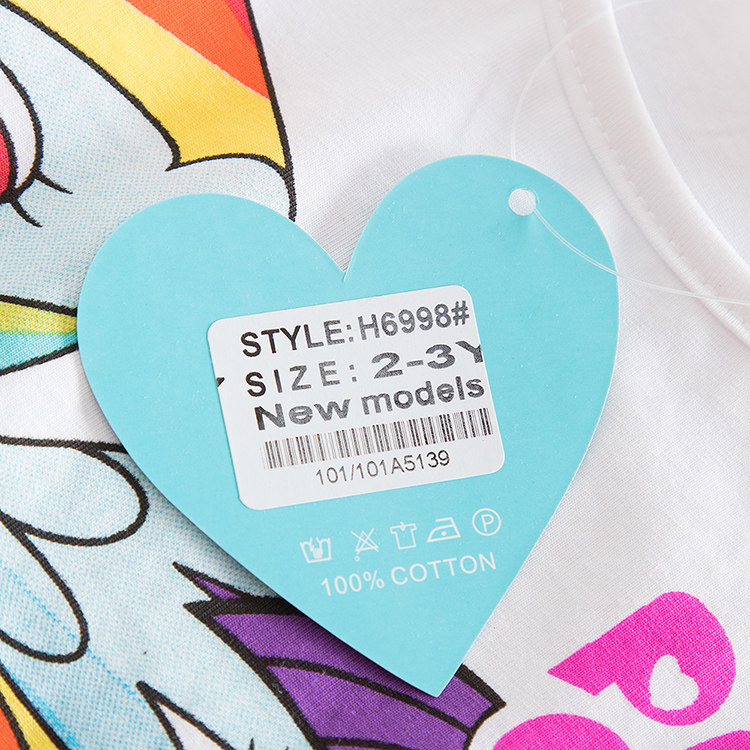 STYLE: H6998#
SIZE: 2-3Y
New models
101/101A5139
P
100% COTTON
P